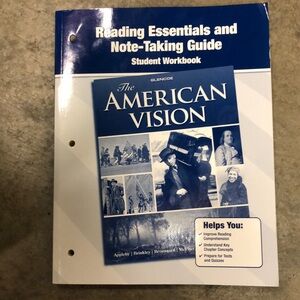 Reading Essentials and
Note-Taking Guide
Student Workbook
GLENCOE
The
AMERICAN
VISION
Appleby | Brinkley | Broussard
Helps You:
Improve Reading
Comprehension
Understand Key
Chapter Concepts
Prepare for Tests
and Quizzes